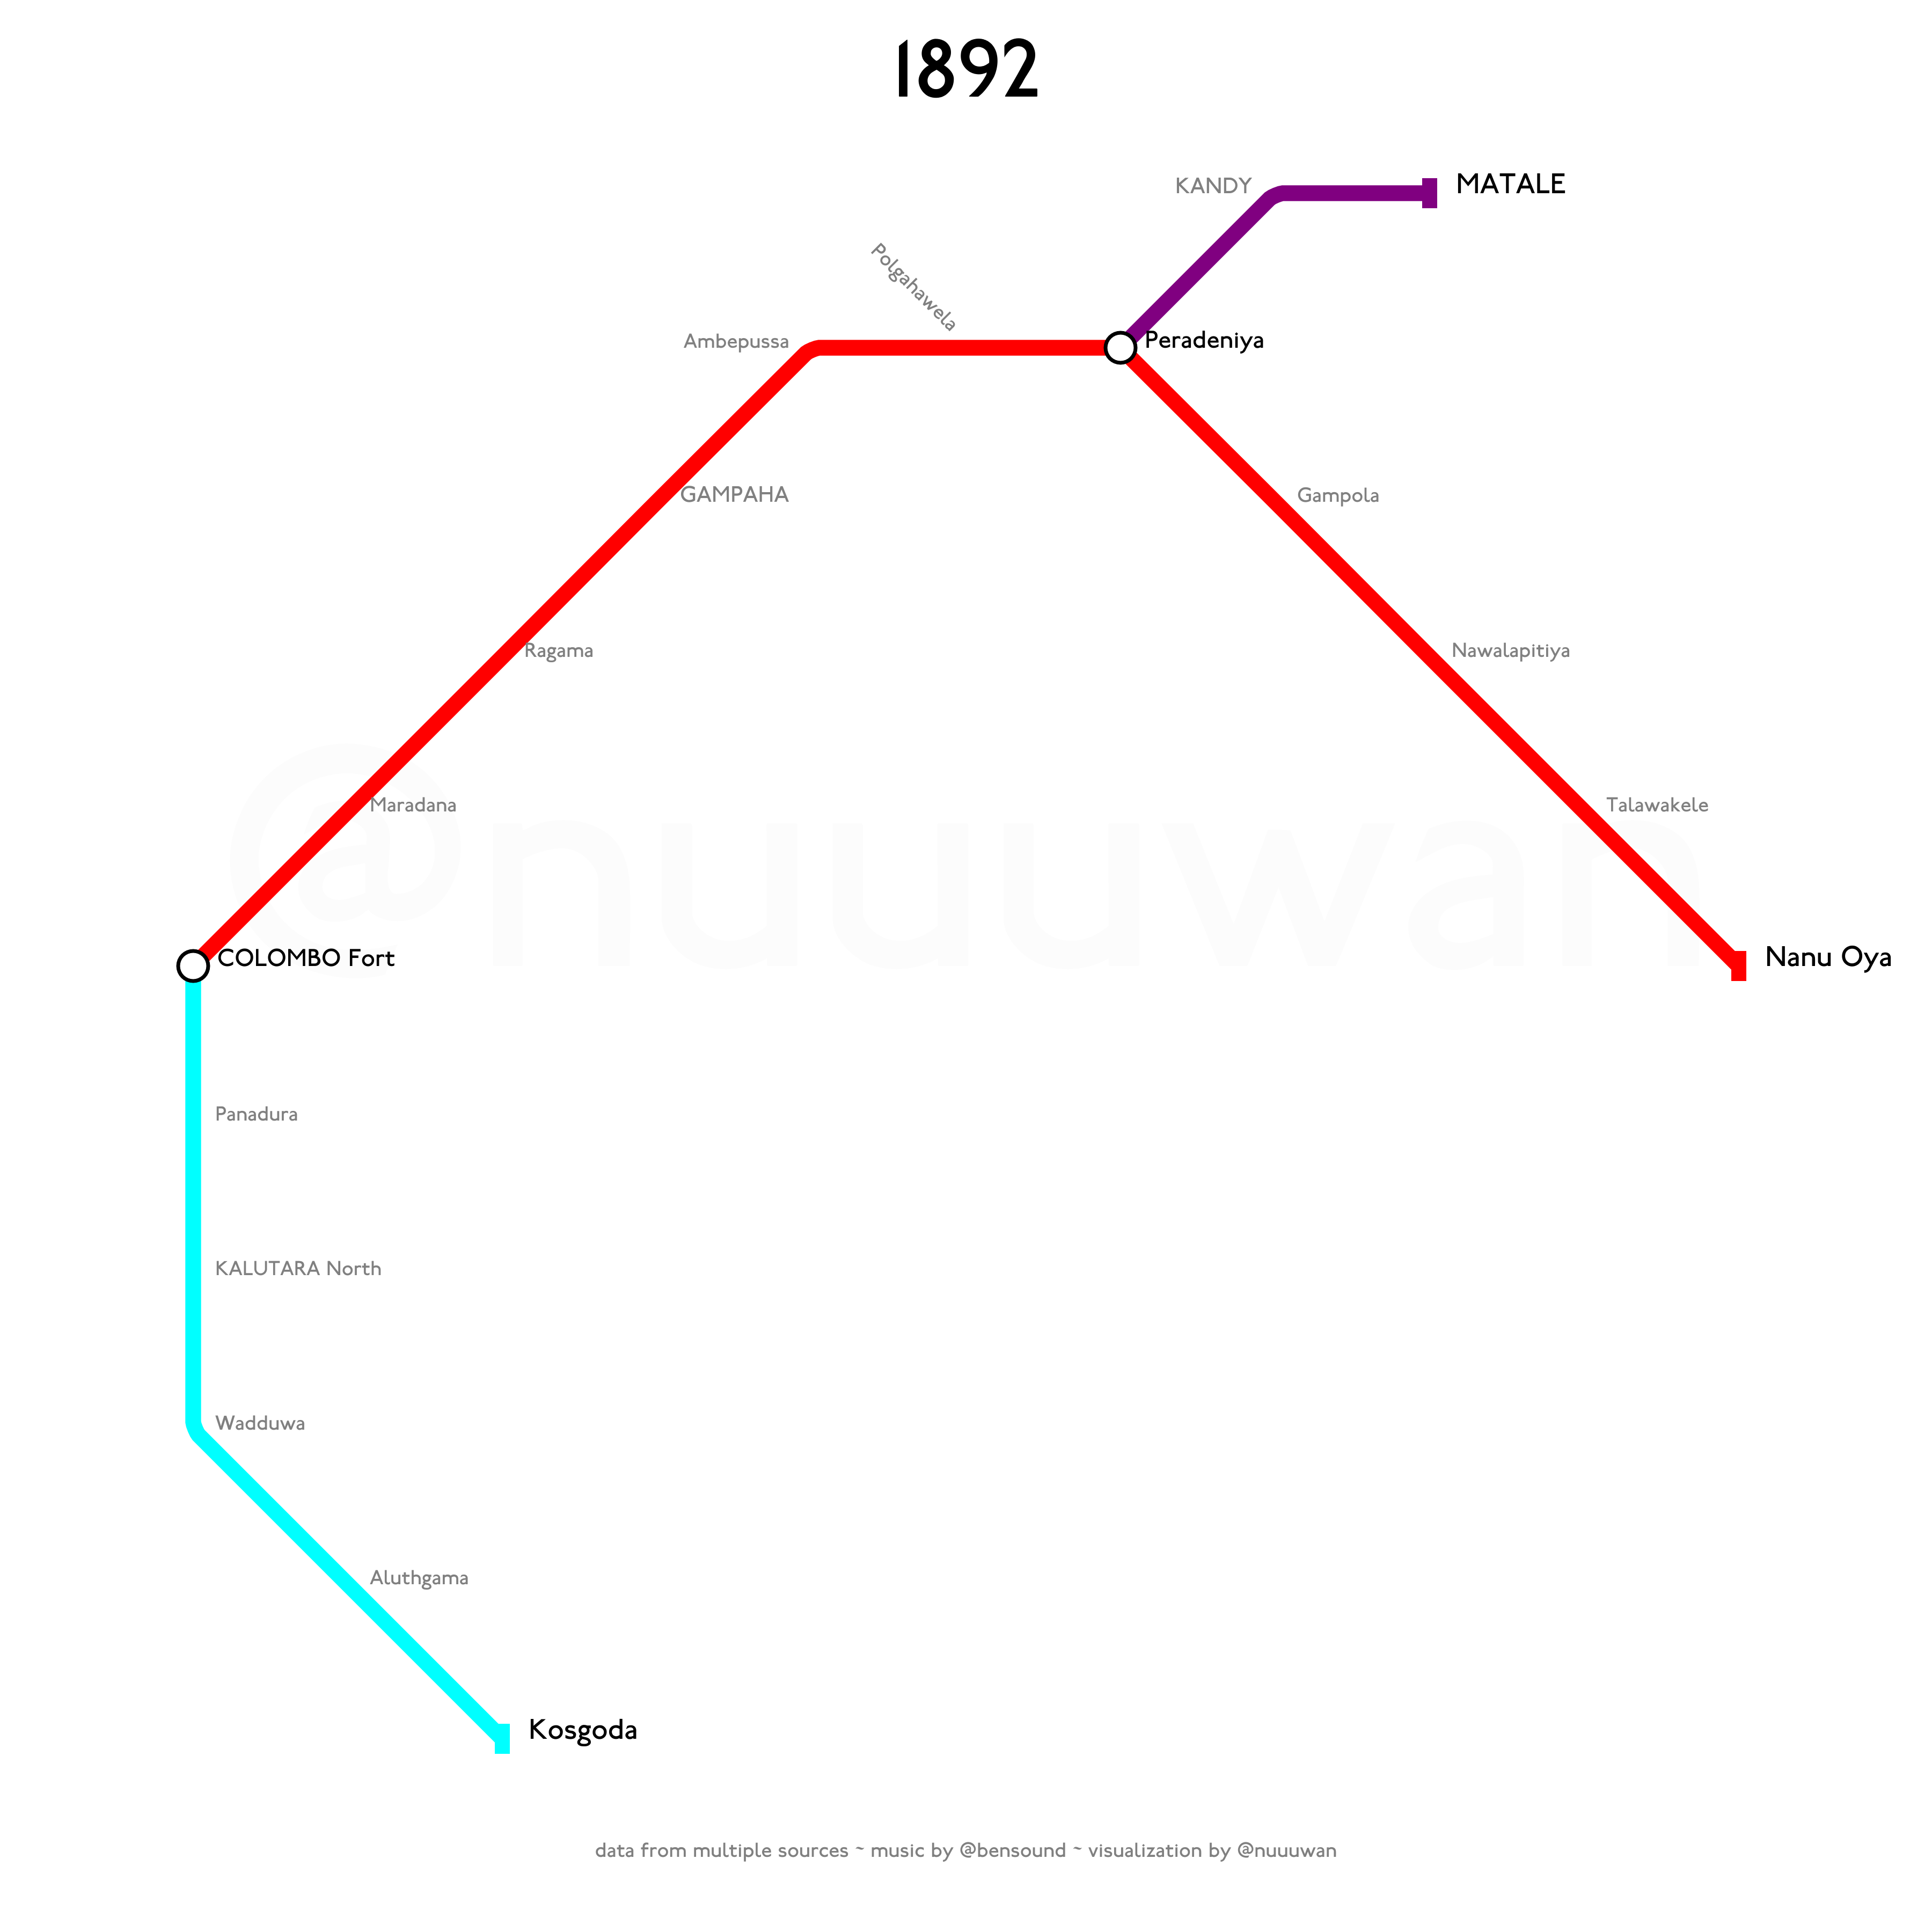 1892
KANDY
MATALE
Polgahawela
Ambepussa
Peradeniya
GAMPAHA
Gampola
Ragama
Nawalapitiya
Maradana
Talawakele
@nuuuwan
COLOMBO Fort
Nanu Oya
Panadura
KALUTARA North
Wadduwa
Aluthgama
Kosgoda
data from multiple sources ~ music by @bensound ~ visualization by @nuuuwan